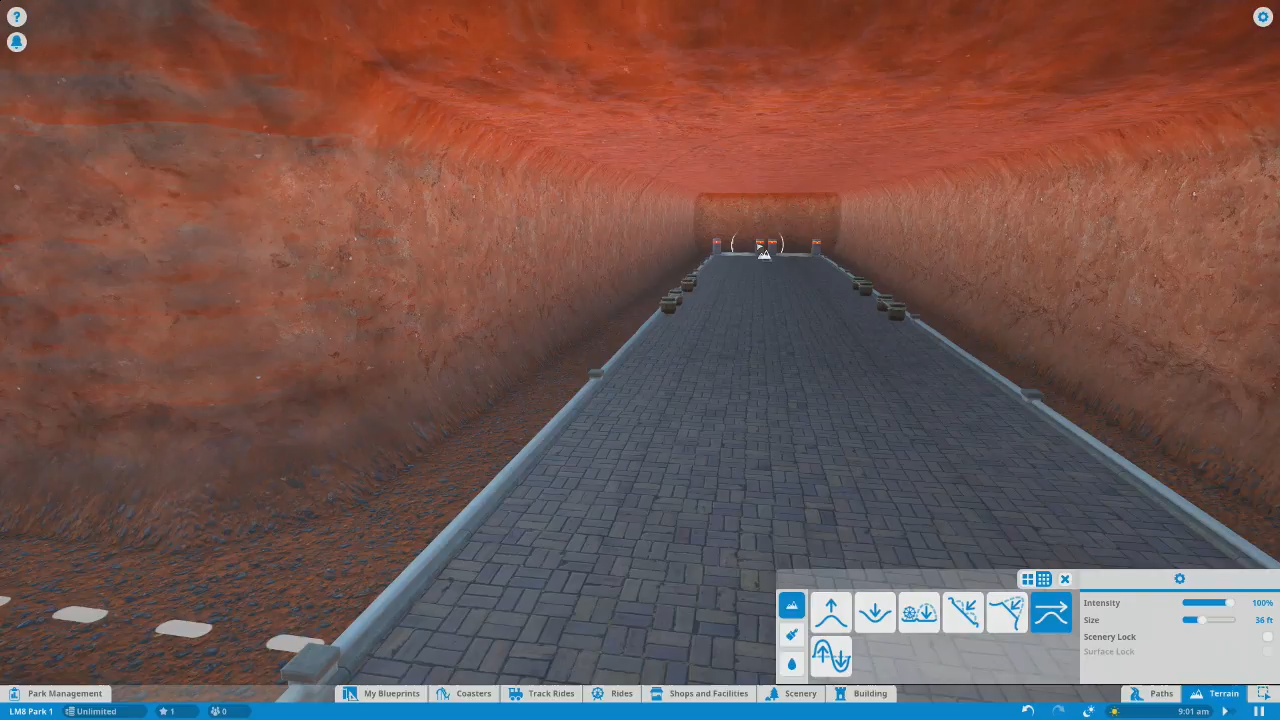 ?
Intensity 100%
Size 36 ft
Scenery Lock
Surface Lock
Park Management
My Blueprints
Coasters
Track Rides
Rides
Shops and Facilities
Scenery
Building
Paths
Terrain
LM8 Park 1
Unlimited
1
0
9:01 am